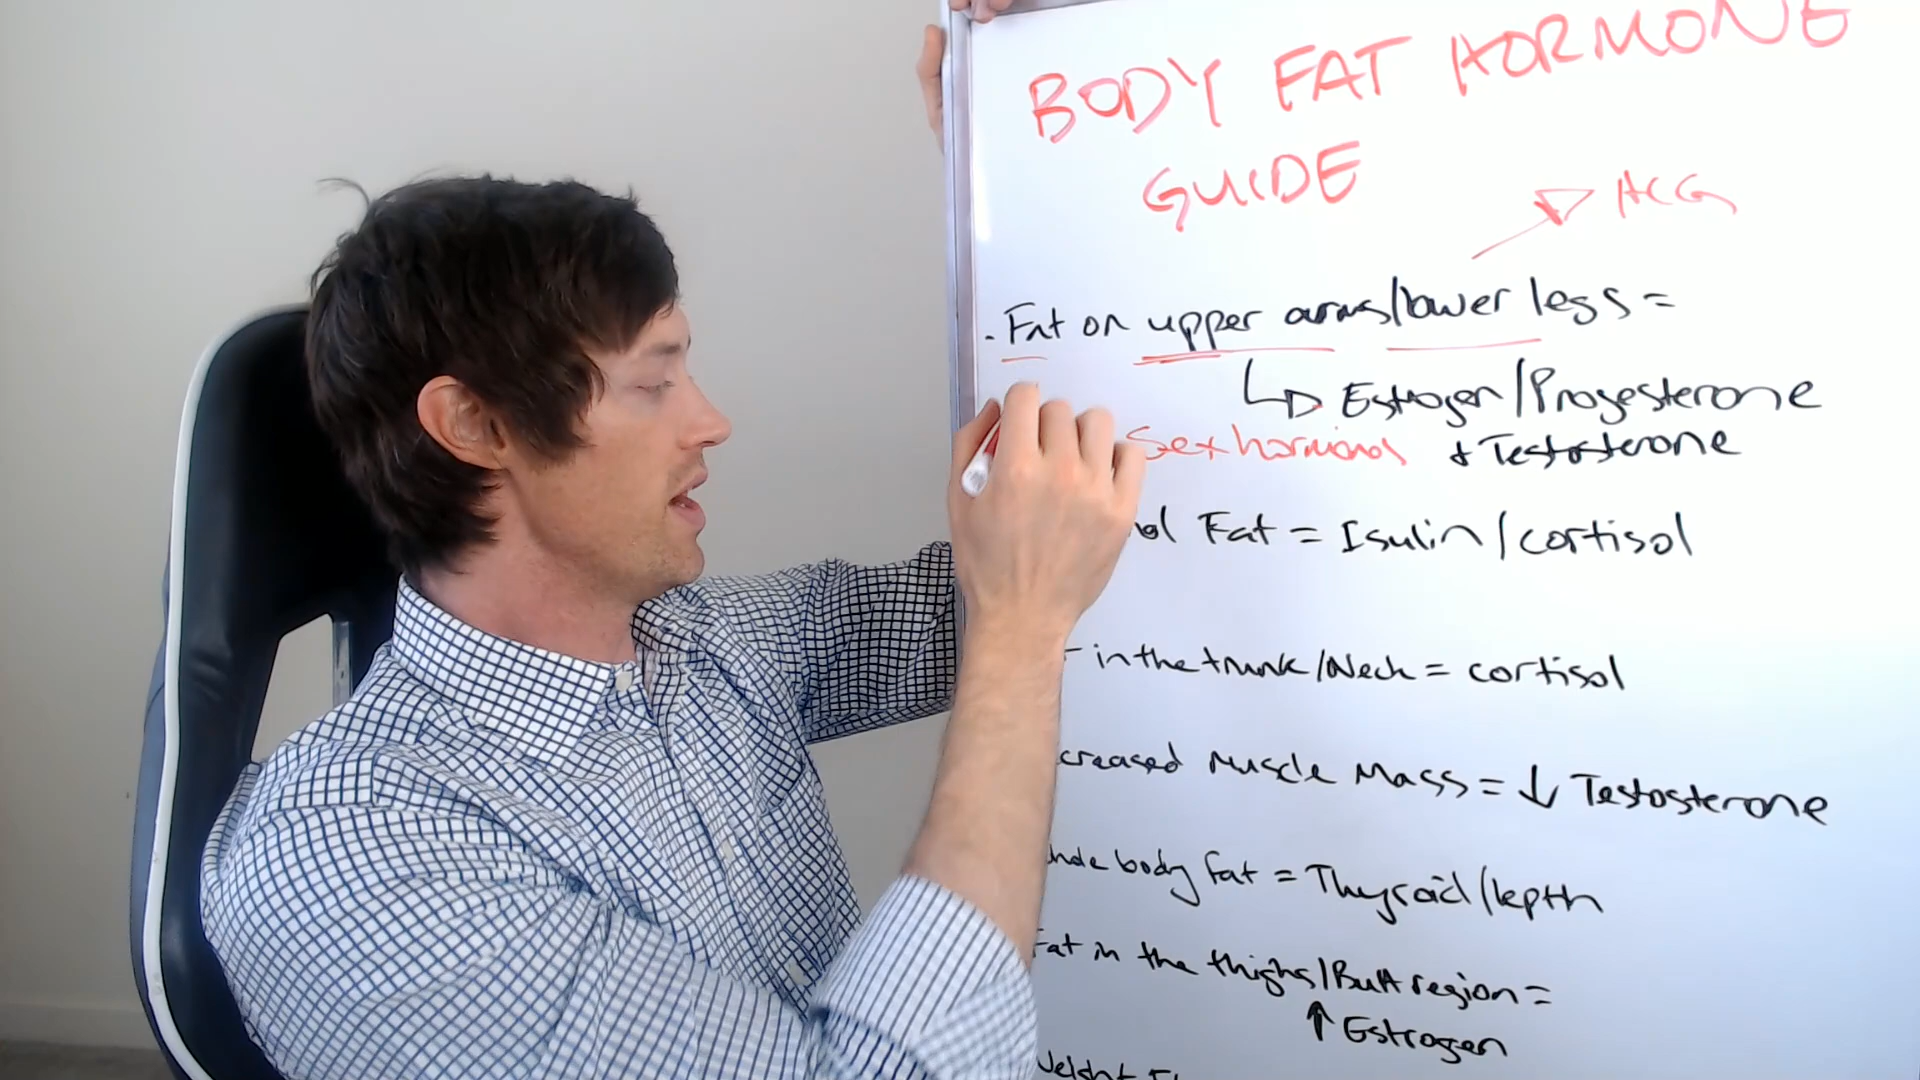 BODY FAT HORMONE
GUIDE
HCG
. Fat on upper arms/lower legs =
Estrogen/Progesterone
Sex hormones + Testosterone
Fat = Isulin/cortisol
in the trunk/Neck = cortisol
creased Muscle Mass = ↓ Testosterone
body fat = Thyroid/leptin
Fat in the thighs/Butt region =
↑ Estrogen
Weight